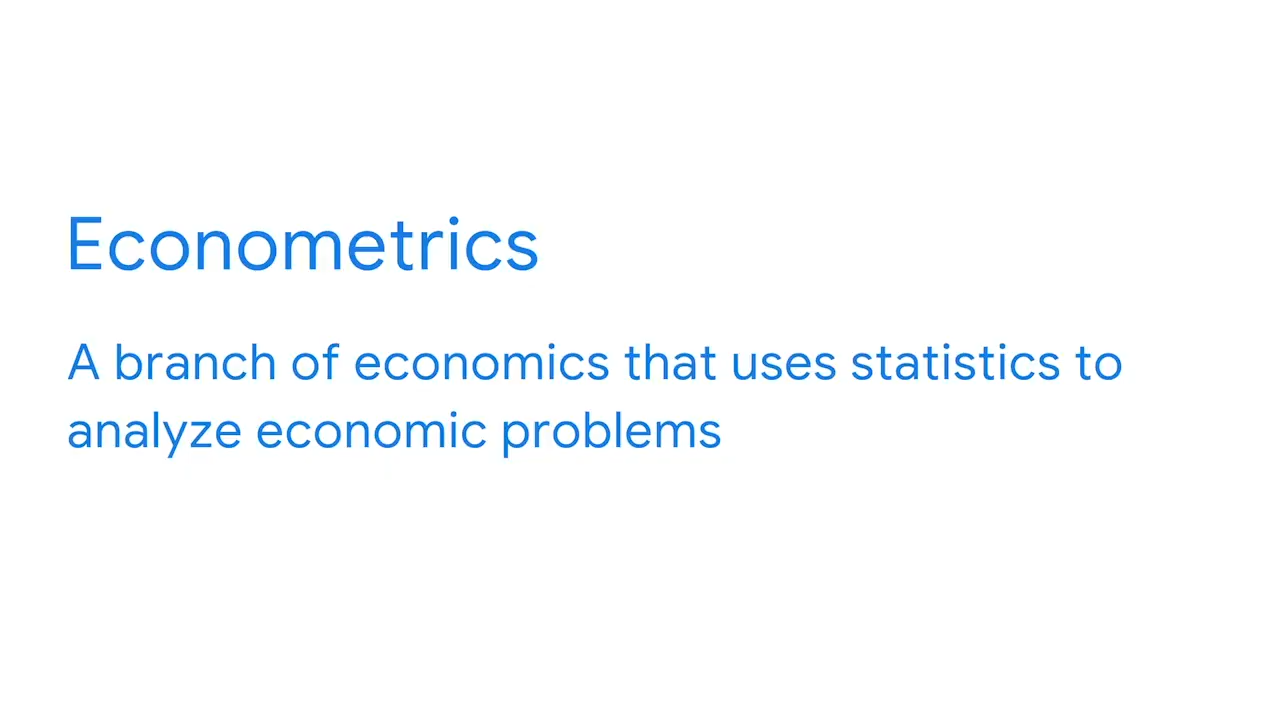 Econometrics
A branch of economics that uses statistics to
analyze economic problems